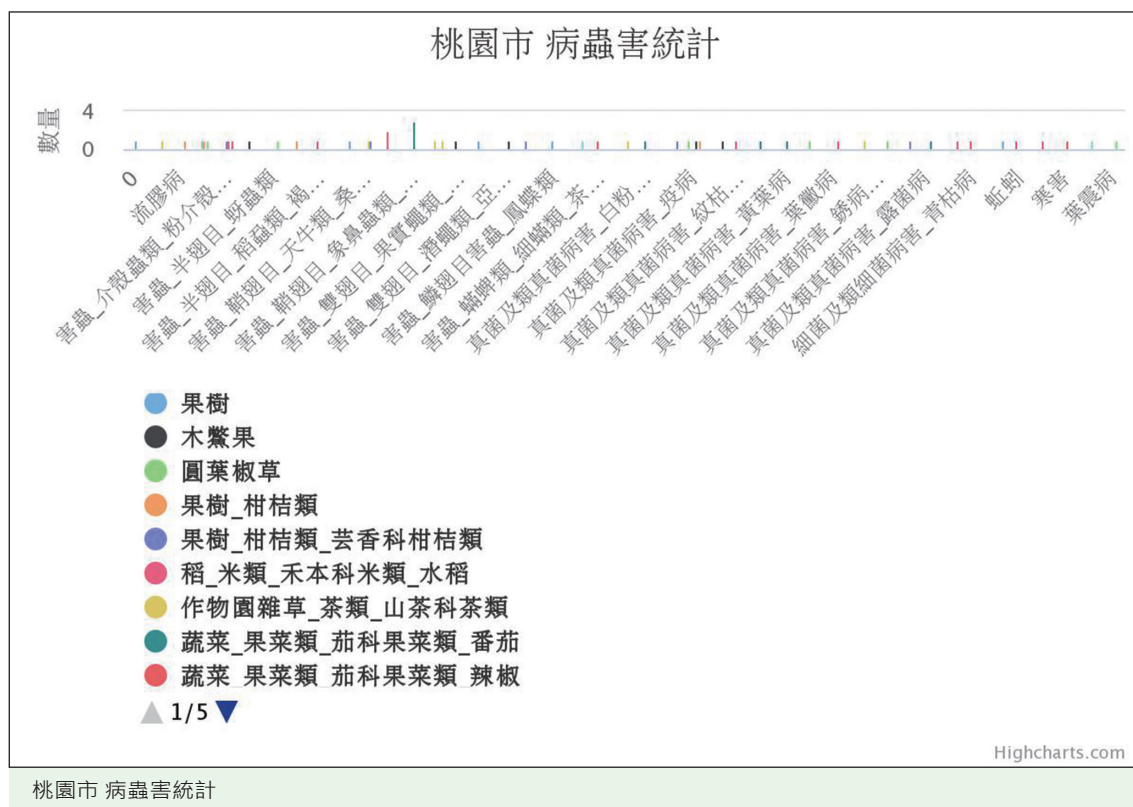 桃園市 病蟲害統計
數量
4
0
0
流膠病
害蟲_介殼蟲類_粉介殼...
害蟲_半翅目_蚜蟲類
害蟲_半翅目_稻蝨類_褐...
害蟲_鞘翅目_天牛類_桑...
害蟲_鞘翅目_象鼻蟲類_...
害蟲_雙翅目_果實蠅類_...
害蟲_雙翅目_潛蠅類_亞...
害蟲_鱗翅目害蟲_鳳蝶類
害蟲_蟎蜱類_細蟎類_茶...
真菌及類真菌病害_白粉...
真菌及類真菌病害_疫病
真菌及類真菌病害_紋枯...
真菌及類真菌病害_黃葉病
真菌及類真菌病害_葉黴病
真菌及類真菌病害_銹病...
真菌及類真菌病害_露菌病
細菌及類細菌病害_青枯病
蚯蚓
寒害
葉震病
果樹
木虌果
圓葉椒草
果樹_柑桔類
果樹_柑桔類_芸香科柑桔類
稻_米類_禾本科米類_水稻
作物園雜草_茶類_山茶科茶類
蔬菜_果菜類_茄科果菜類_番茄
蔬菜_果菜類_茄科果菜類_辣椒
1/5
Highcharts.com
桃園市 病蟲害統計